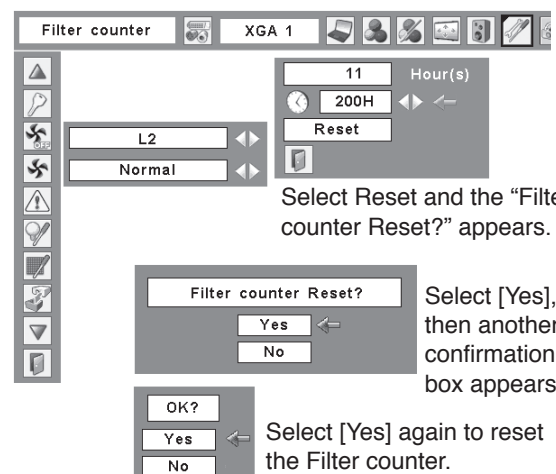 Filter counter
XGA 1
11 Hour(s)
200H
Reset
OFF
L2
Normal
Select Reset and the “Filte
counter Reset?” appears.
Filter counter Reset?
Yes
No
Select [Yes],
then another
confirmation
box appears
OK?
Yes
No
Select [Yes] again to reset
the Filter counter.